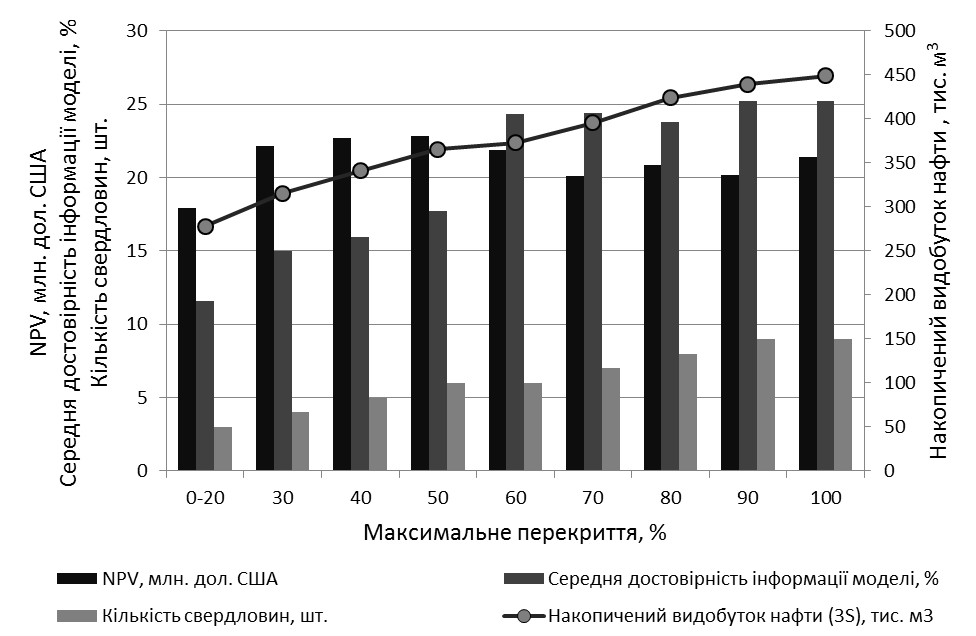 NPV, млн. дол. США
Середня достовірність інформації моделі, %
Кількість свердловин, шт.
30
25
20
15
10
5
0
500
450
400
350
300
250
200
150
100
50
0
Накопичений видобуток нафти , тис. м³
0-20 30 40 50 60 70 80 90 100
Максимальне перекриття, %
NPV, млн. дол. США
Середня достовірність інформації моделі, %
Кількість свердловин, шт.
Накопичений видобуток нафти (3S), тис. м3